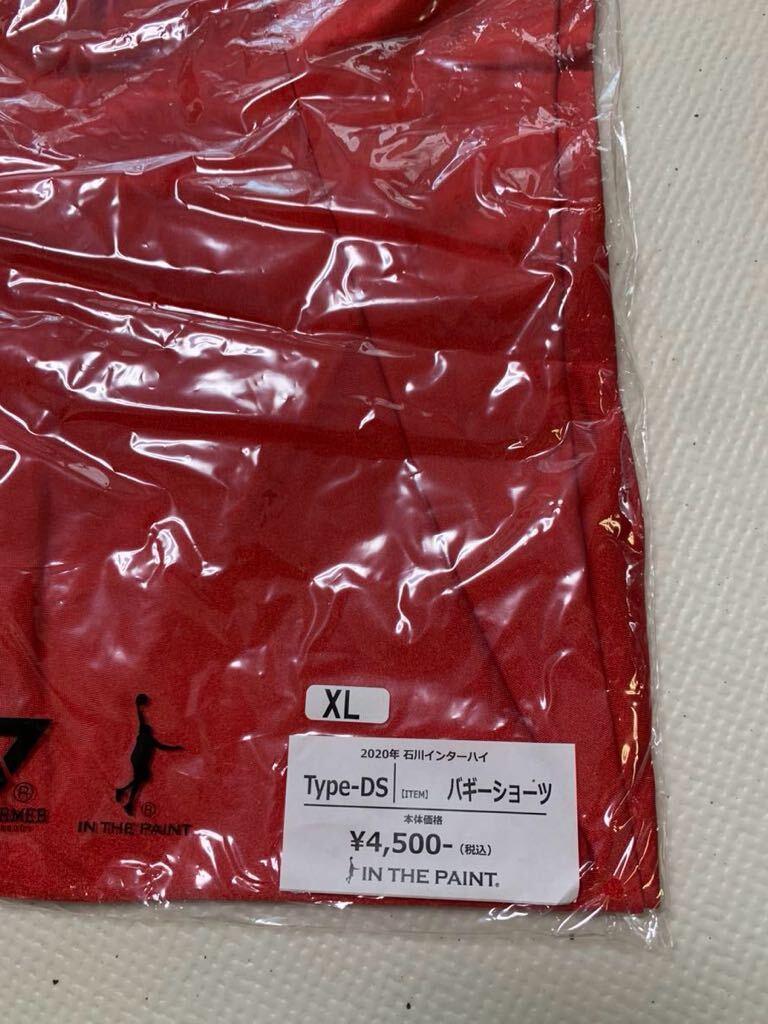 XL
2020年 石川インターハイ
Type-DS 【ITEM】 バギーショーツ
本体価格
¥4,500-（税込）
IN THE PAINT®
®
IN THE PAINT
®